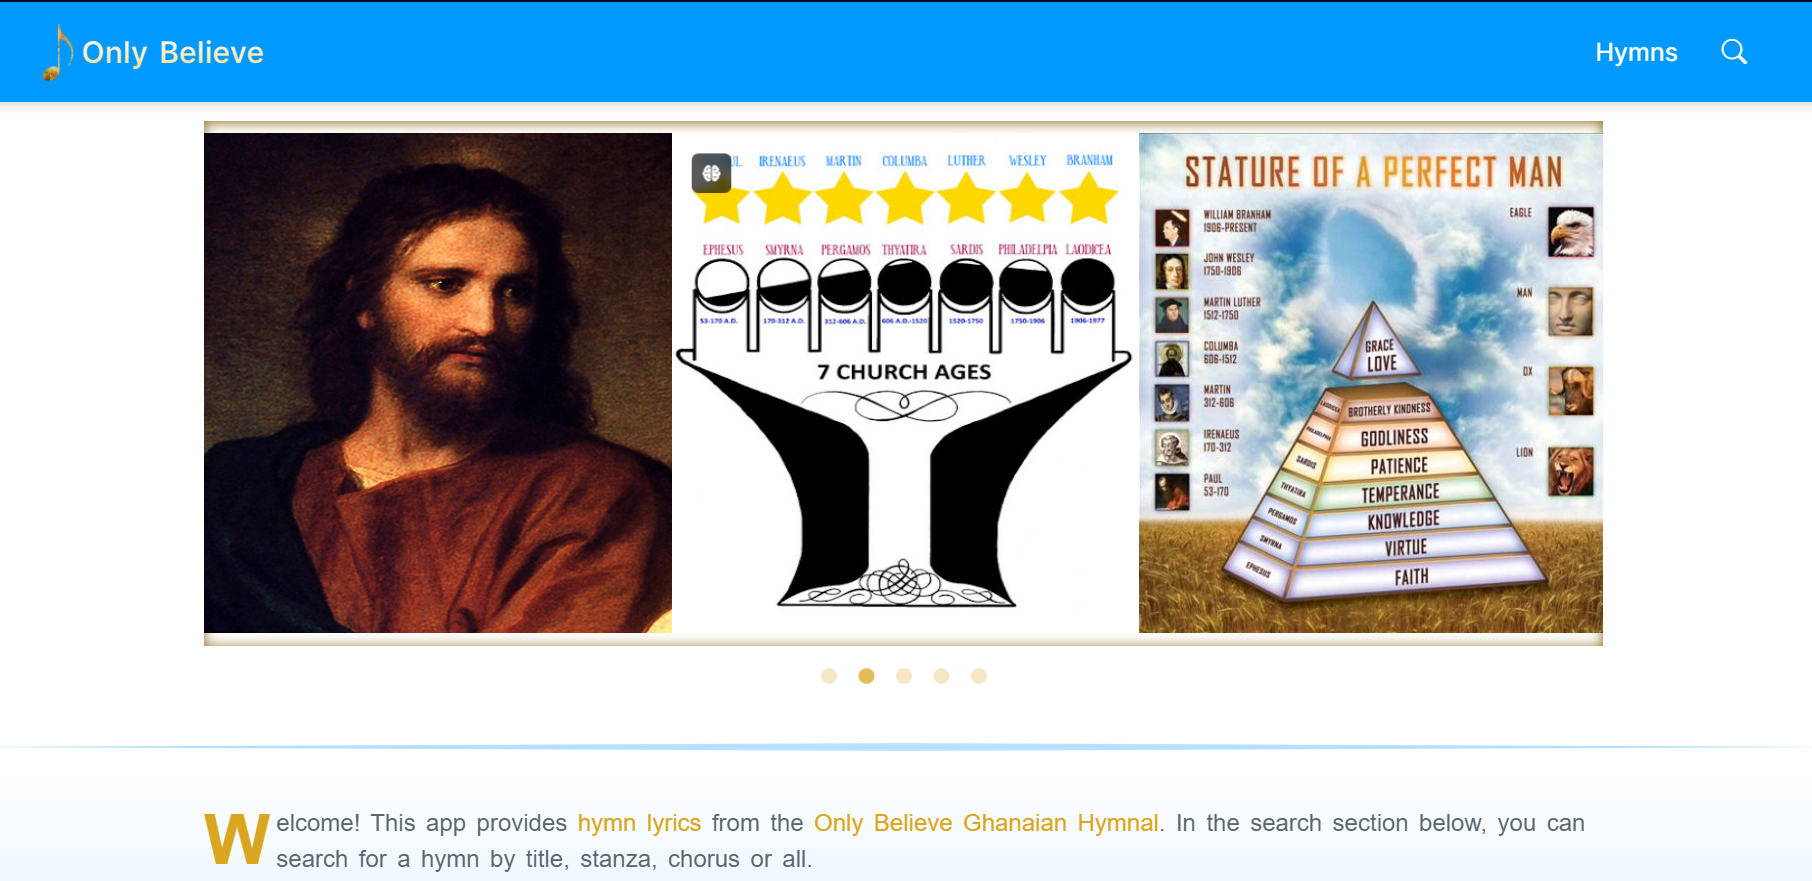 Only Believe
Hymns
UL IRENAEUS MARTIN COLUMBA LUTHER WESLEY BRANHAM
EPHESUS SMYRNA PERGAMOS THYATIRA SARDIS PHILADELPIA LAODICEA
53-170 A.D. 170-312 A.D. 312-606 A.D. 606 A.D.-1520 1520-1750 1750-1906 1906-1977
7 CHURCH AGES
STATURE OF A PERFECT MAN
WILLIAM BRANHAM
1906-PRESENT
JOHN WESLEY
1750-1906
MARTIN LUTHER
1512-1750
COLUMBA
606-1512
MARTIN
312-606
IRENAEUS
170-312
PAUL
53-170
EAGLE
MAN
OX
LION
GRACE
LOVE
LAODICEA BROTHERLY KINDNESS
PHILADELPHIA GODLINESS
SARDIS PATIENCE
THYATIRA TEMPERANCE
PERGAMOS KNOWLEDGE
SMYRNA VIRTUE
EPHESUS FAITH
Welcome! This app provides hymn lyrics from the Only Believe Ghanaian Hymnal. In the search section below, you can
search for a hymn by title, stanza, chorus or all.